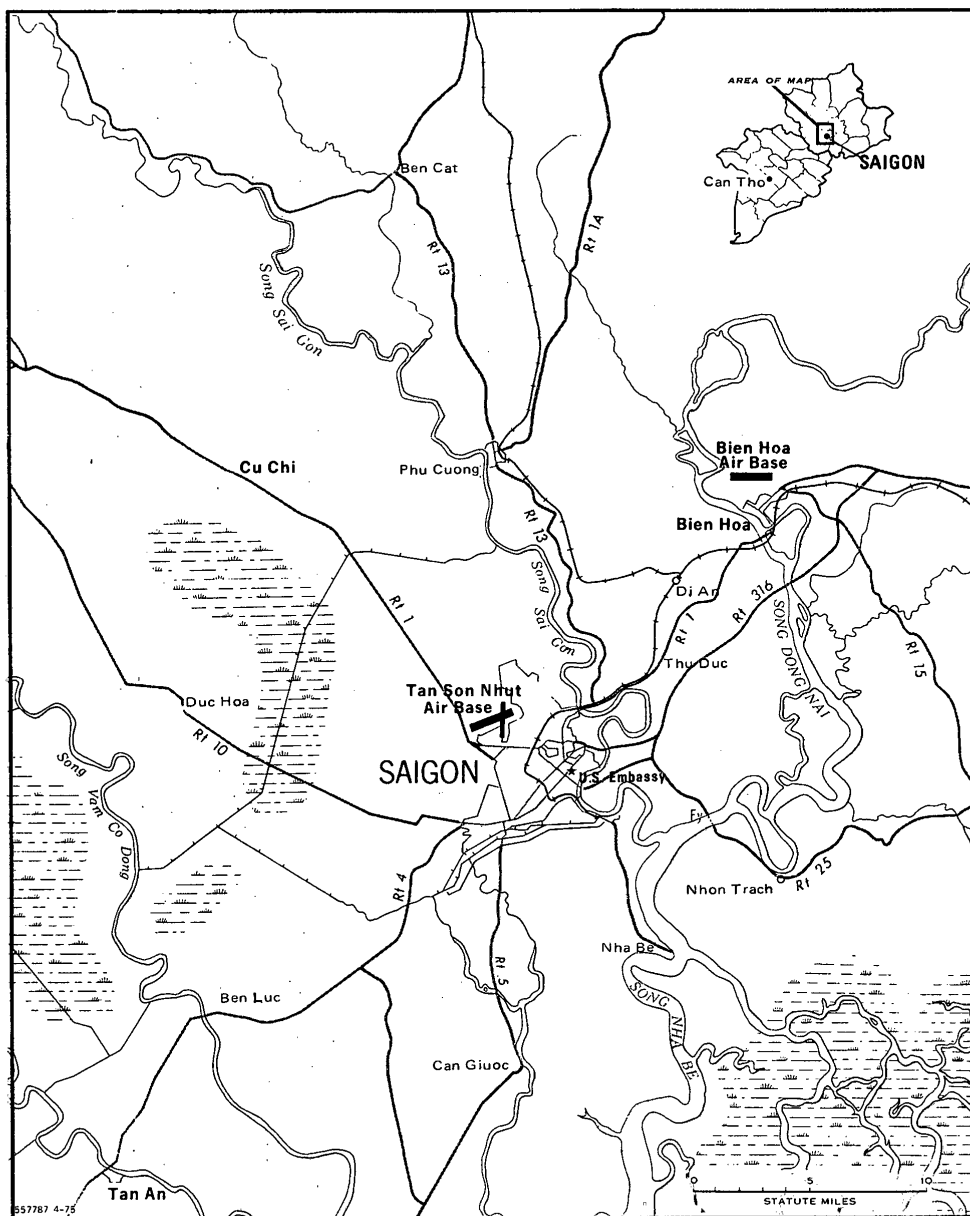 AREA OF MAP
SAIGON
Can Tho
Ben Cat
Rt 13
Rt 1A
Song Sai Gon
Bien Hoa
Air Base
Cu Chi
Phu Cuong
Bien Hoa
Rt 13
Song Sai Gon
Di An
Rt 1
Rt 1
Rt. 316
SONG DONG NAI
Thu Duc
Rt 15
Tan Son Nhut
Air Base
Duc Hoa
Rt 10
SAIGON
U.S. Embassy
Song Vam Co Dong
Fy
Rt 4
Nhon Trach
Rt 25
Nha Be
Rt. 5
Ben Luc
SONG NHA BE
Can Giuoc
Tan An
0 5 10
STATUTE MILES
557787 4-75